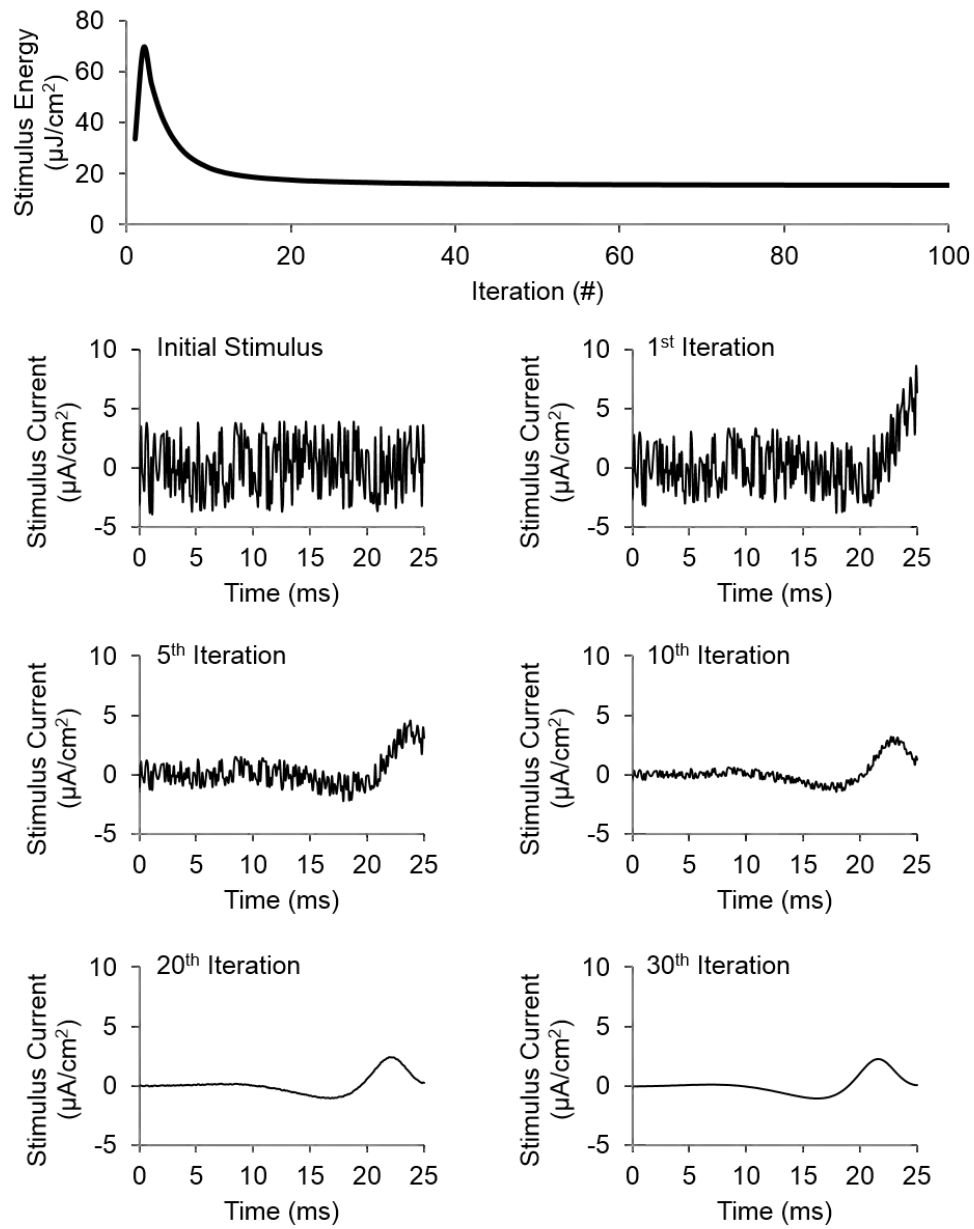 Stimulus Energy
(µJ/cm²)
80
60
40
20
0
0 20 40 60 80 100
Iteration (#)
Initial Stimulus
Stimulus Current
(µA/cm²)
10
5
0
-5
0 5 10 15 20 25
Time (ms)
1st Iteration
Stimulus Current
(µA/cm²)
10
5
0
-5
0 5 10 15 20 25
Time (ms)
5th Iteration
Stimulus Current
(µA/cm²)
10
5
0
-5
0 5 10 15 20 25
Time (ms)
10th Iteration
Stimulus Current
(µA/cm²)
10
5
0
-5
0 5 10 15 20 25
Time (ms)
20th Iteration
Stimulus Current
(µA/cm²)
10
5
0
-5
0 5 10 15 20 25
Time (ms)
30th Iteration
Stimulus Current
(µA/cm²)
10
5
0
-5
0 5 10 15 20 25
Time (ms)